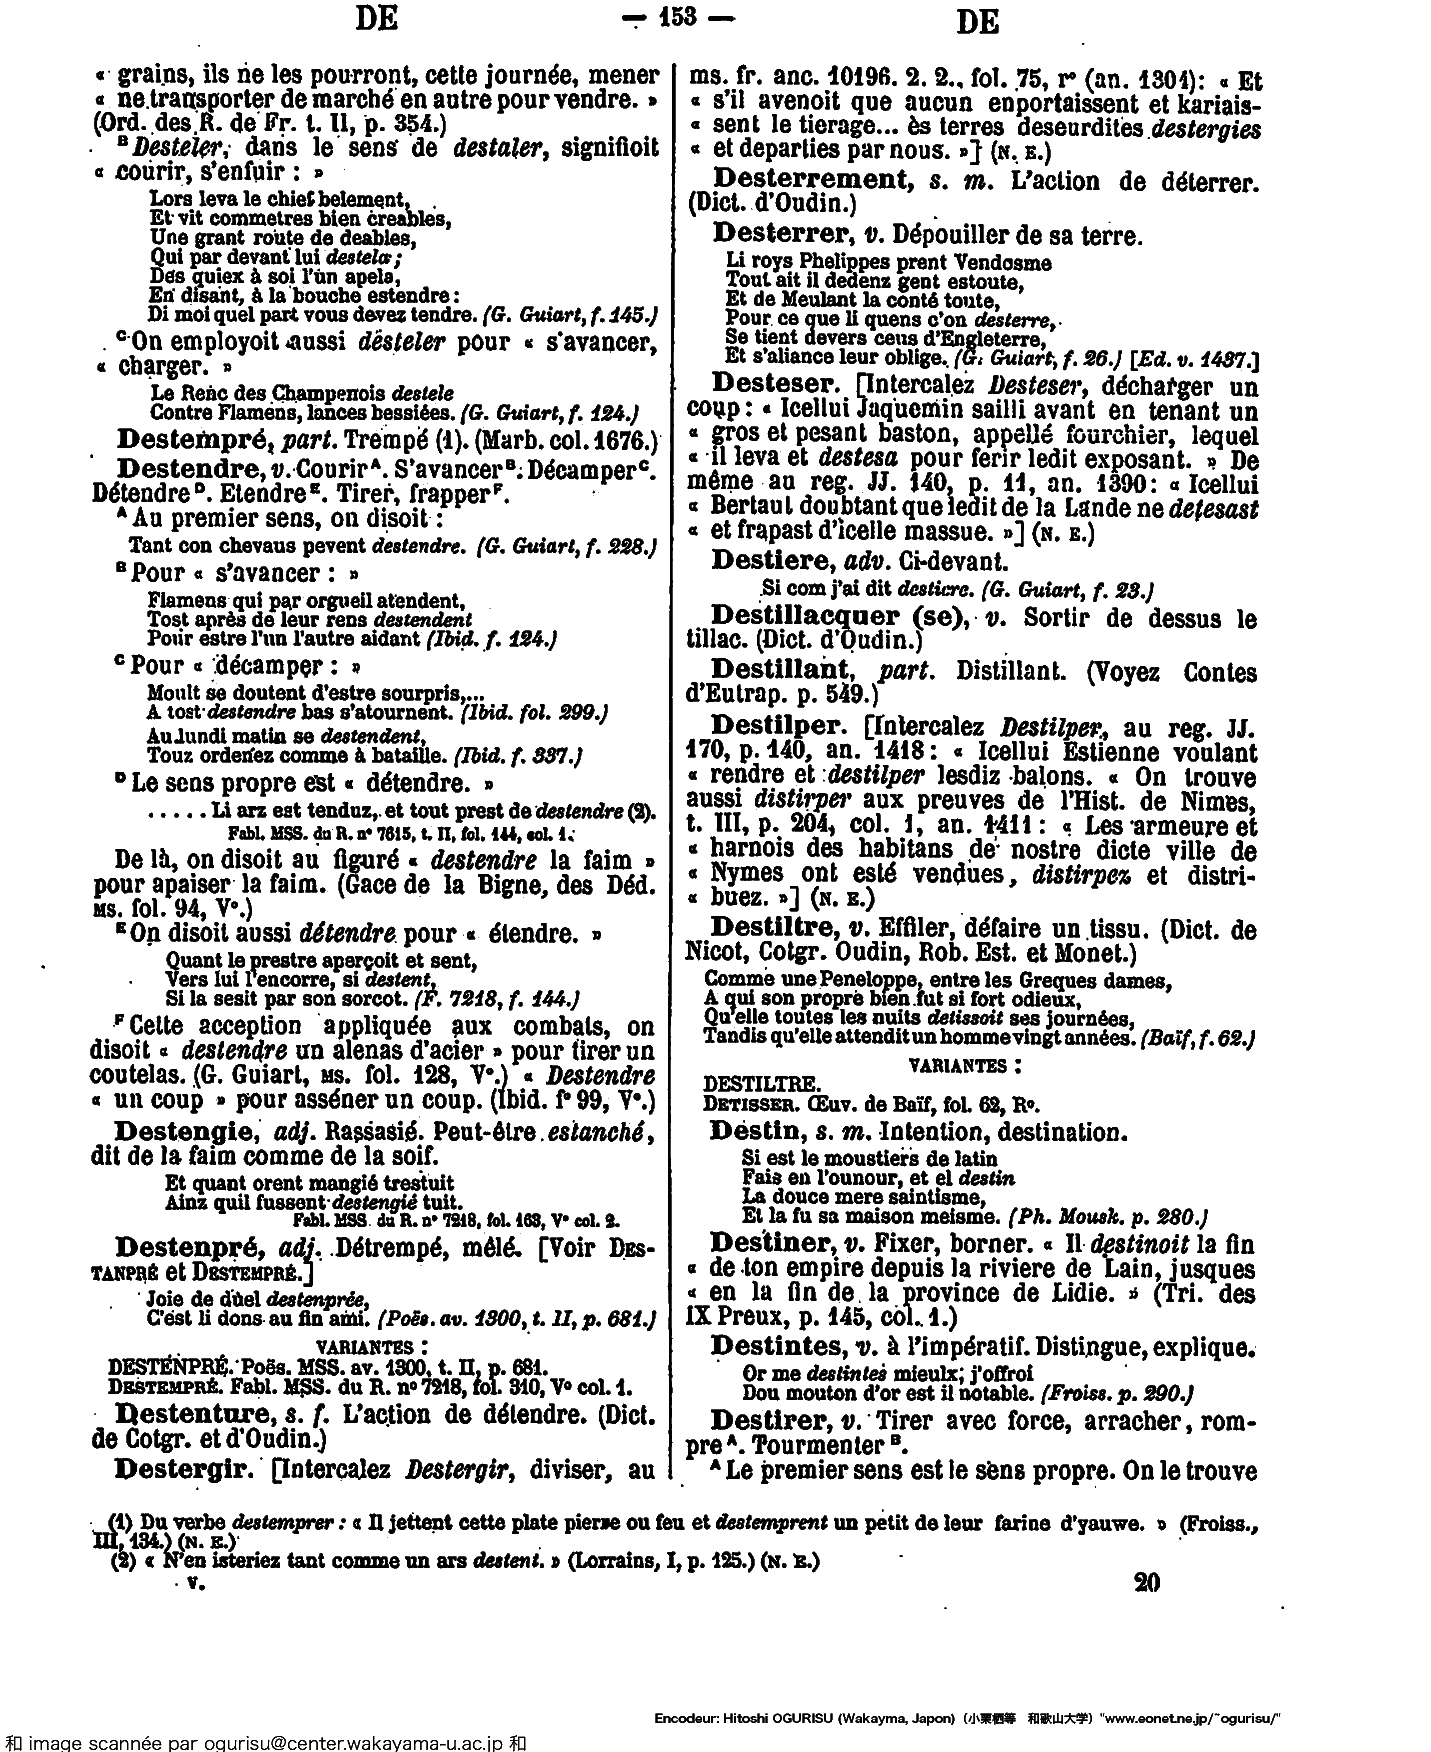 DE
— 153 —
DE
« grains, ils ne les pourront, cette journée, mener
« ne transporter de marché en autre pour vendre. »
(Ord. des R. de Fr. t. II, p. 354.)
B Desteler, dans le sens de destaler, signifioit
« courir, s'enfuir : »
Lors leva le chief belement,
Et vit commetres bien creables,
Une grant route de deables,
Qui par devant lui destela ;
Des quiex à soi l'un apela,
En disant, à la bouche estendre :
Di moi quel part vous devez tendre. (G. Guiart, f. 145.)
C On employoit aussi desteler pour « s'avancer,
« charger. »
Le Renc des Champenois destele
Contre Flamens, lances bessiées. (G. Guiart, f. 124.)
Destempré, part. Trempé (1). (Marb. col. 1676.)
Destendre, v. Courir A. S'avancer B. Décamper C.
Détendre D. Etendre E. Tirer, frapper F.
A Au premier sens, on disoit :
Tant con chevaus pevent destendre. (G. Guiart, f. 228.)
B Pour « s'avancer : »
Flamens qui par orgueil atendent,
Tost après de leur rens destendent
Pour estre l'un l'autre aidant (Ibid. f. 124.)
C Pour « décamper : »
Moult se doutent d'estre sourpris,...
A tost destendre bas s'atournent. (Ibid. fol. 299.)
Au lundi matin se destendent,
Touz ordenez comme à bataille. (Ibid. f. 337.)
D Le sens propre est « détendre. »
..... Li arz est tenduz, et tout prest de destendre (2).
Fabl. MSS. du R. nº 7615, t. II, fol. 144, col. 1.
De là, on disoit au figuré « destendre la faim »
pour apaiser la faim. (Gace de la Bigne, des Déd.
MS. fol. 94, Vº.)
E On disoit aussi détendre pour « étendre. »
Quant le prestre aperçoit et sent,
Vers lui l'encorre, si destent,
Si la sesit par son sorcot. (F. 7218, f. 144.)
F Cette acception appliquée aux combats, on
disoit « destendre un alenas d'acier » pour tirer un
coutelas. (G. Guiart, MS. fol. 128, Vº.) « Destendre
« un coup » pour asséner un coup. (Ibid. fº 99, Vº.)
Destengie, adj. Rassasié. Peut-être estanché,
dit de la faim comme de la soif.
Et quant orent mangié trestuit
Ainz quil fussent destengié tuit.
Fabl. MSS. du R. nº 7218, fol. 163, Vº col. 2.
Destenpré, adj. Détrempé, mêlé. [Voir DES-
TANPRÉ et DESTEMPRÉ.]
Joie de duel destenprée,
C'est li dons au fin ami. (Poës. av. 1300, t. II, p. 681.)
VARIANTES :
DESTENPRÉ. Poës. MSS. av. 1300, t. II, p. 681.
DESTEMPRÉ. Fabl. MSS. du R. nº 7218, fol. 310, Vº col. 1.
Destenture, s. f. L'action de détendre. (Dict.
de Cotgr. et d'Oudin.)
Destergir. [Intercalez Destergir, diviser, au
ms. fr. anc. 10196. 2. 2., fol. 75, rº (an. 1301) : « Et
« s'il avenoit que aucun enportaissent et kariais-
« sent le tierage... ès terres deseurdites destergies
« et departies par nous. »] (N. E.)
Desterrement, s. m. L'action de déterrer.
(Dict. d'Oudin.)
Desterrer, v. Dépouiller de sa terre.
Li roys Phelippes prent Vendosme
Tout ait il dedenz gent estoute,
Et de Meulant la conté toute,
Pour ce que li quens c'on desterre,
Se tient devers ceus d'Engleterre,
Et s'aliance leur oblige. (G. Guiart, f. 26.) [Ed. v. 1437.]
Desteser. [Intercalez Desteser, décharger un
coup : « Icellui Jaquemin sailli avant en tenant un
« gros et pesant baston, appellé fourchier, lequel
« il leva et destesa pour ferir ledit exposant. » De
même au reg. JJ. 140, p. 11, an. 1390 : « Icellui
« Bertaut doubtant que ledit de la Lande ne detesast
« et frapast d'icelle massue. »] (N. E.)
Destiere, adv. Ci-devant.
Si com j'ai dit destiere. (G. Guiart, f. 23.)
Destillacquer (se), v. Sortir de dessus le
tillac. (Dict. d'Oudin.)
Destillant, part. Distillant. (Voyez Contes
d'Eutrap. p. 549.)
Destilper. [Intercalez Destilper, au reg. JJ.
170, p. 140, an. 1418 : « Icellui Estienne voulant
« rendre et destilper lesdiz balons. « On trouve
aussi distirper aux preuves de l'Hist. de Nimes,
t. III, p. 204, col. 1, an. 1411 : « Les armeure et
« harnois des habitans de nostre dicte ville de
« Nymes ont esté vendues, distirpez et distri-
« buez. »] (N. E.)
Destiltre, v. Effiler, défaire un tissu. (Dict. de
Nicot, Cotgr. Oudin, Rob. Est. et Monet.)
Comme une Peneloppe, entre les Greques dames,
A qui son propre bien fut si fort odieux,
Qu'elle toutes les nuits detissoit ses journées,
Tandis qu'elle attendit un homme vingt années. (Baïf, f. 62.)
VARIANTES :
DESTILTRE.
DETISSER. Œuv. de Baïf, fol. 62, Rº.
Destin, s. m. Intention, destination.
Si est le moustiers de latin
Fais en l'ounour, et el destin
La douce mere saintisme,
Et la fu sa maison meisme. (Ph. Mousk. p. 280.)
Destiner, v. Fixer, borner. « Il destinoit la fin
« de ton empire depuis la riviere de Lain, jusques
« en la fin de la province de Lidie. » (Tri. des
IX Preux, p. 145, col. 1.)
Destintes, v. à l'impératif. Distingue, explique.
Or me destintes mieulx; j'offroi
Dou mouton d'or est il notable. (Froiss. p. 290.)
Destirer, v. Tirer avec force, arracher, rom-
pre A. Tourmenter B.
A Le premier sens est le sens propre. On le trouve
(1) Du verbe destemprer : « Il jettent cette plate pierre ou feu et destemprent un petit de leur farine d'yauwe. » (Froiss.,
III, 134.) (N. E.)
(2) « N'en isteriez tant comme un ars destent. » (Lorrains, I, p. 125.) (N. E.)
V.
20
Encodeur: Hitoshi OGURISU (Wakayma, Japon) (小栗栖等 和歌山大学) "www.eonet.ne.jp/~ogurisu/"
和 image scannée par ogurisu@center.wakayama-u.ac.jp 和